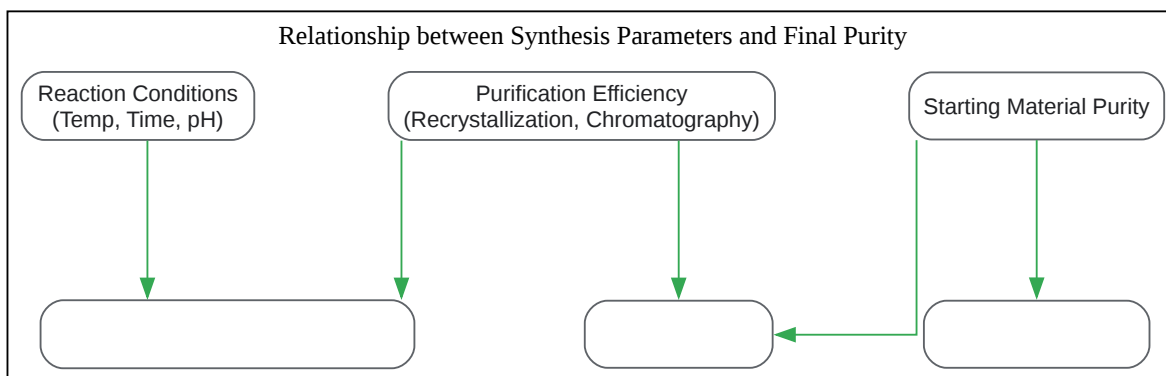 Relationship between Synthesis Parameters and Final Purity
Reaction Conditions
(Temp, Time, pH)
Purification Efficiency
(Recrystallization, Chromatography)
Starting Material Purity